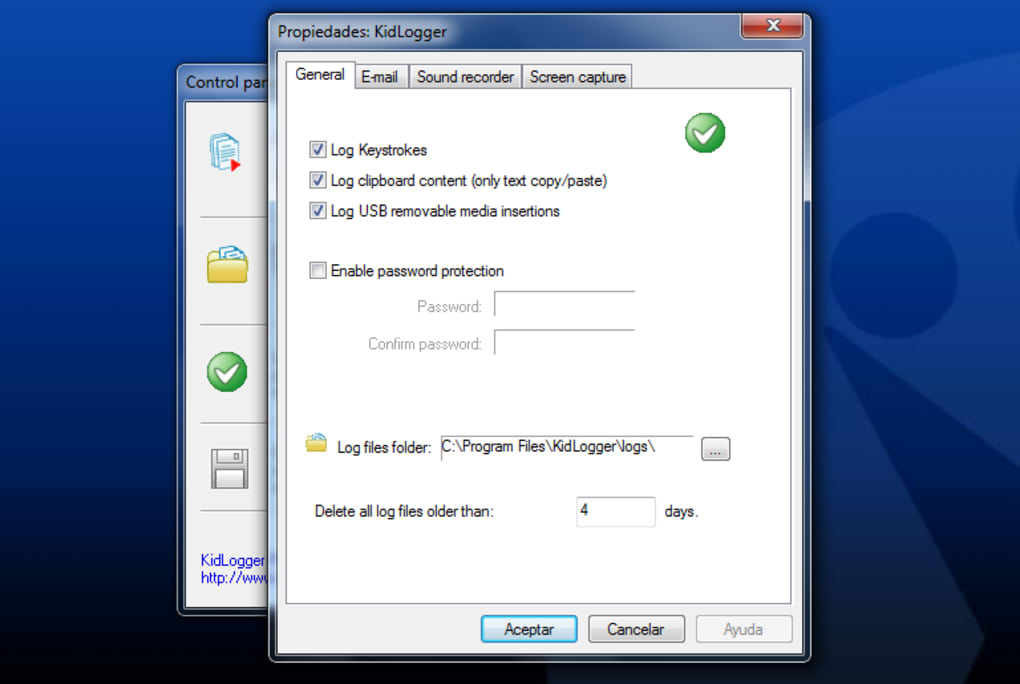 Propiedades: KidLogger
Control
General
E-mail
Sound recorder
Screen capture
Log Keystrokes
Log clipboard content (only text copy/paste)
Log USB removable media insertions
Enable password protection
Password:
Confirm password:
Log files folder:
C:\Program Files\KidLogger\logs\
...
Delete all log files older than:
4
days.
KidLogger
http://www
Aceptar
Cancelar
Ayuda